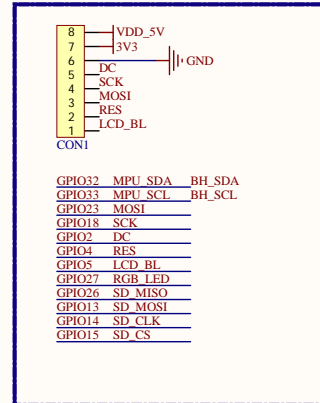 8 VDD_5V
7 3V3
6 GND
5 DC
4 SCK
3 MOSI
2 RES
1 LCD_BL
CON1
GPIO32 MPU_SDA BH_SDA
GPIO33 MPU_SCL BH_SCL
GPIO23 MOSI
GPIO18 SCK
GPIO2 DC
GPIO4 RES
GPIO5 LCD_BL
GPIO27 RGB_LED
GPIO26 SD_MISO
GPIO13 SD_MOSI
GPIO14 SD_CLK
GPIO15 SD_CS